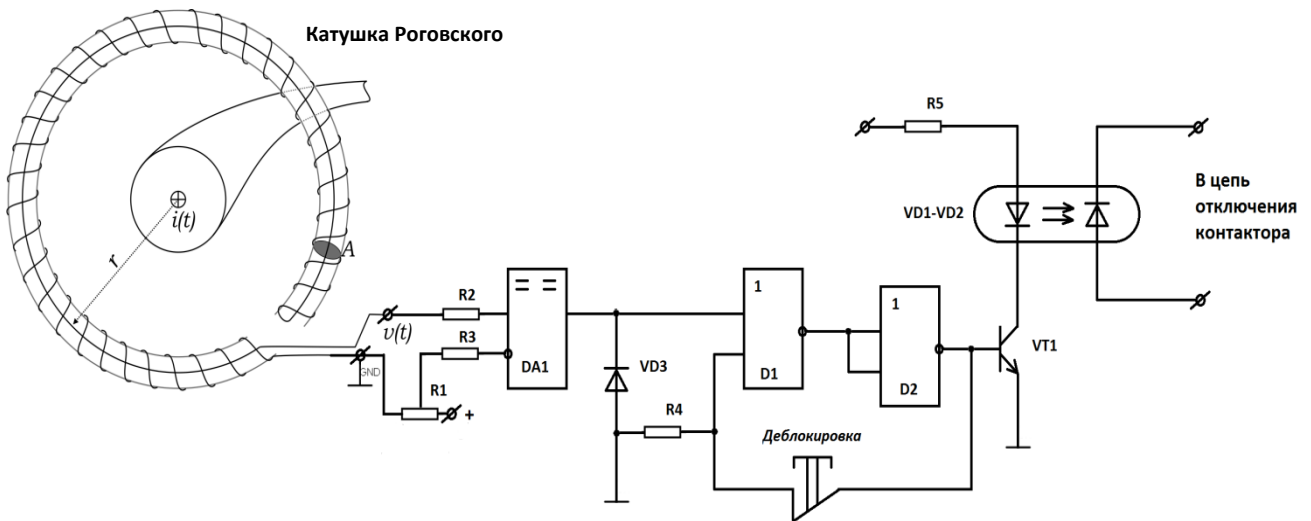 Катушка Роговского
i(t)
r
A
υ(t)
GND
R1
+
R2
R3
= =
DA1
VD3
R4
1
D1
1
D2
Деблокировка
VT1
R5
VD1-VD2
В цепь
отключения
контактора